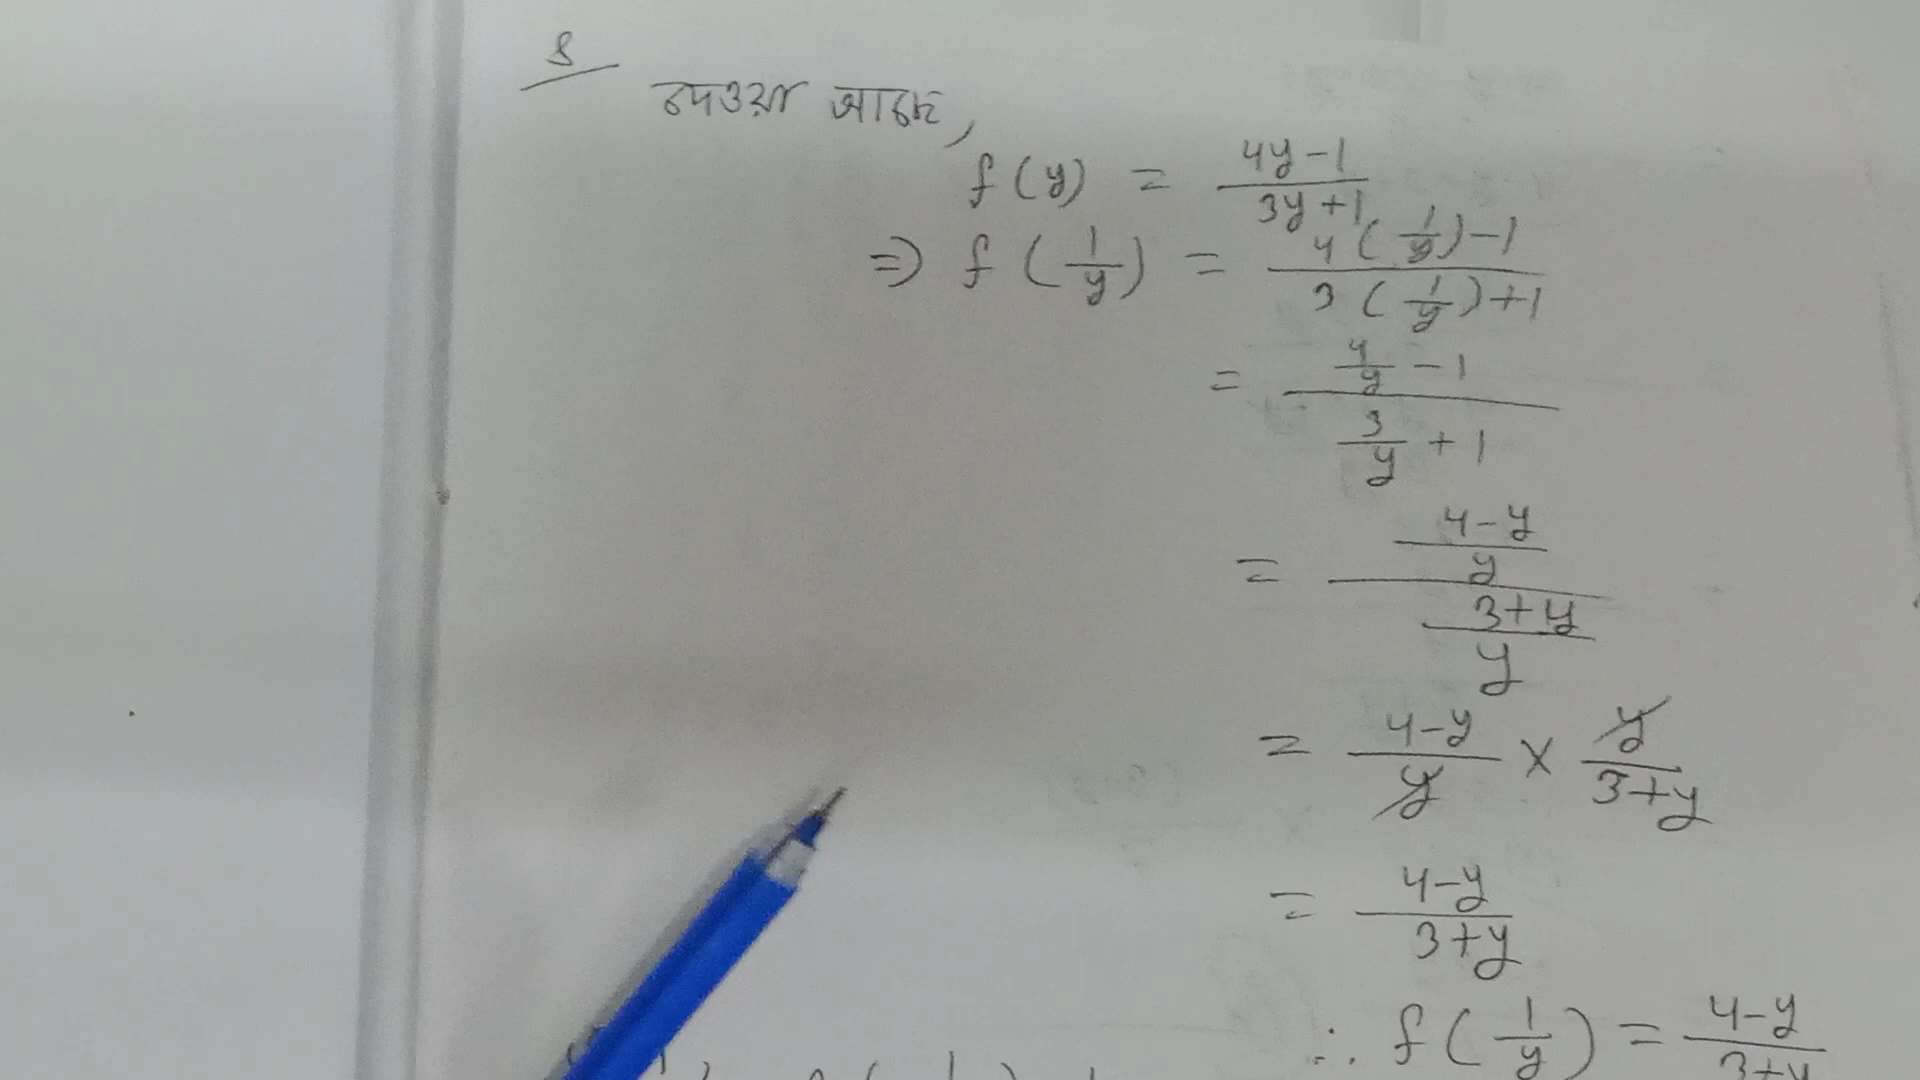 8
দেওয়া আছে,
f(y) = (4y-1)/(3y+1)
=> f(1/y) = (4(1/y)-1)/(3(1/y)+1)
= (4/y - 1)/(3/y + 1)
= ((4-y)/y)/((3+y)/y)
= (4-y)/y × y/(3+y)
= (4-y)/(3+y)
∴ f(1/y) = (4-y)/(3+y)